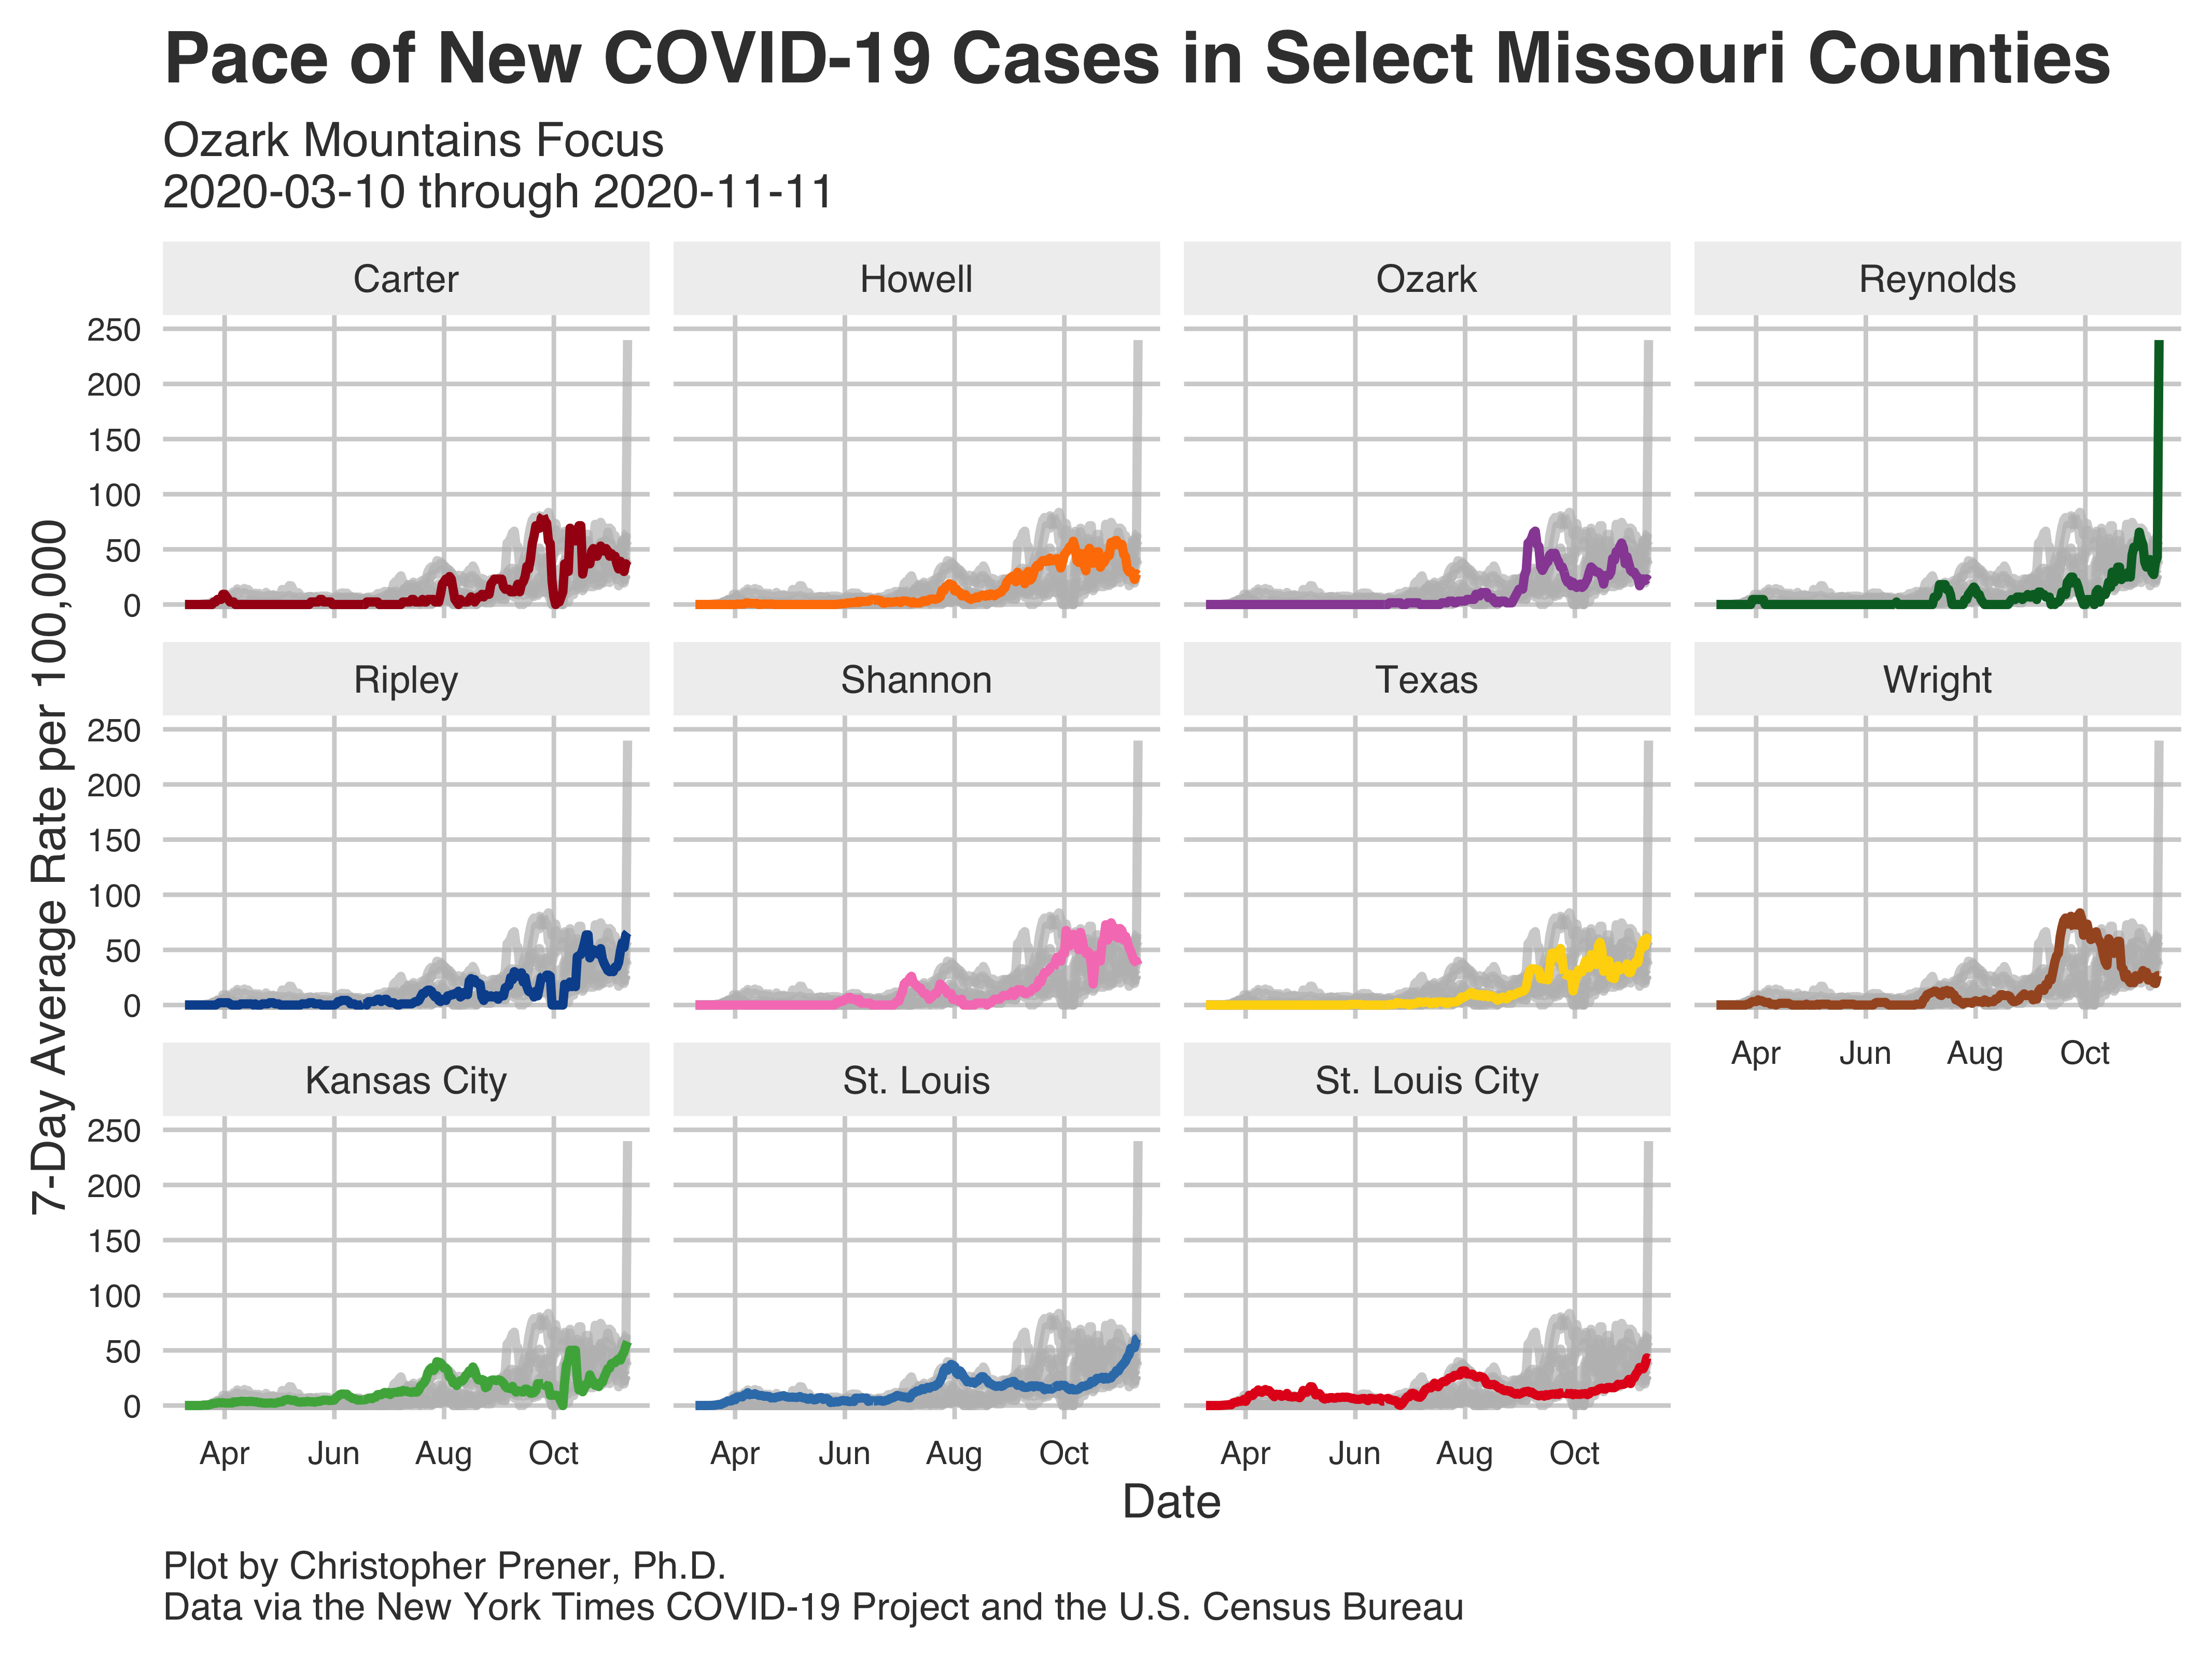 Pace of New COVID-19 Cases in Select Missouri Counties
Ozark Mountains Focus
2020-03-10 through 2020-11-11
7-Day Average Rate per 100,000
Carter
Howell
Ozark
Reynolds
250
200
150
100
50
0
Ripley
Shannon
Texas
Wright
250
200
150
100
50
0
Apr Jun Aug Oct
Kansas City
St. Louis
St. Louis City
250
200
150
100
50
0
Apr Jun Aug Oct
Apr Jun Aug Oct
Apr Jun Aug Oct
Date
Plot by Christopher Prener, Ph.D.
Data via the New York Times COVID-19 Project and the U.S. Census Bureau